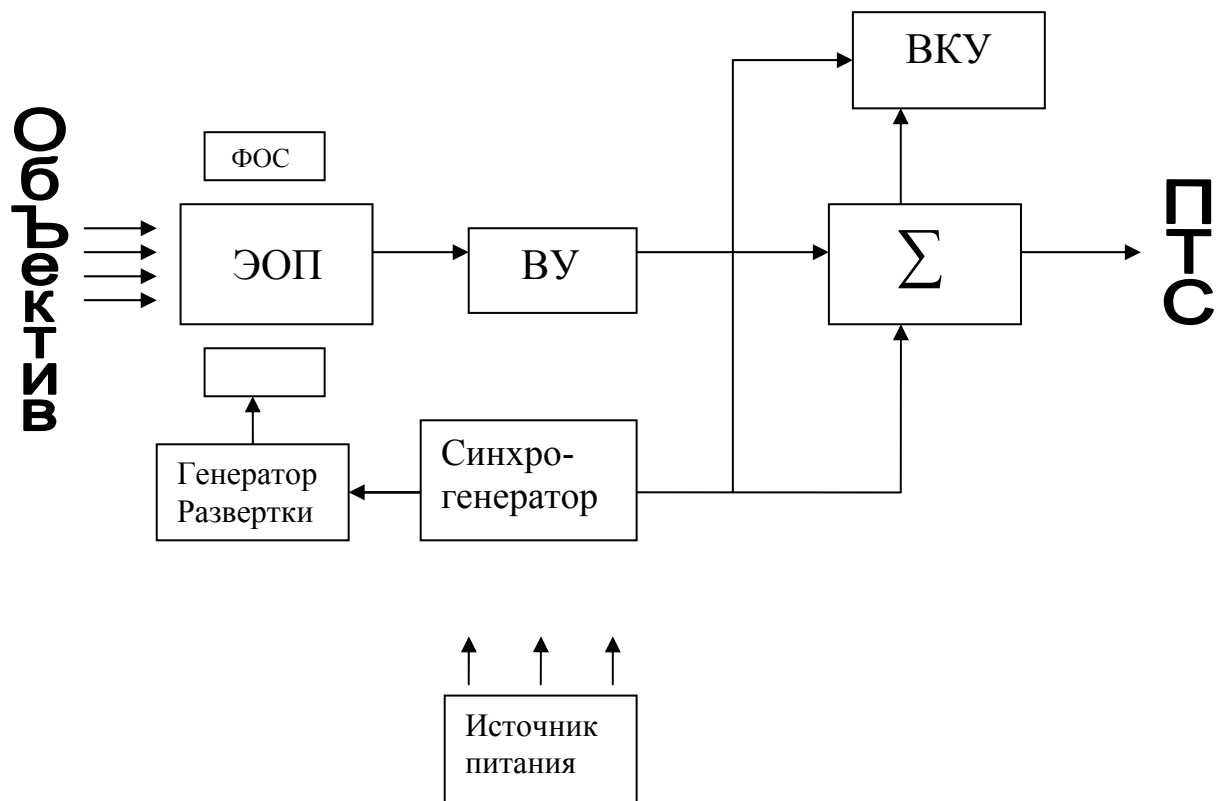 Объектив
ФОС
ЭОП
ВУ
ВКУ
∑
ПТС
Генератор
Развертки
Синхро-
генератор
Источник
питания